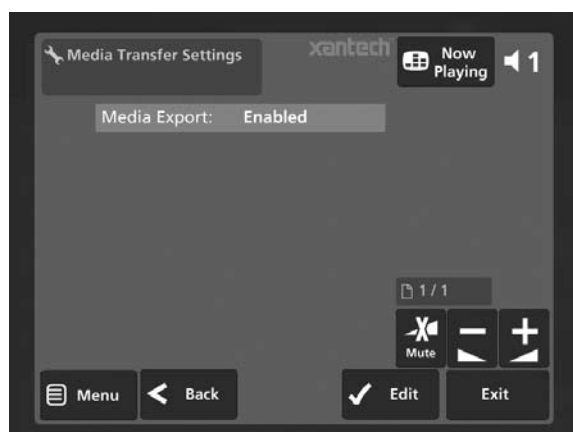 Media Transfer Settings
xantech
Now Playing
1
Media Export: Enabled
1 / 1
Mute
Menu
Back
Edit
Exit